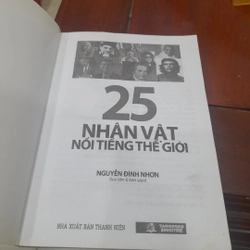 25
NHÂN VẬT
NỔI TIẾNG THẾ GIỚI
NGUYỄN ĐÌNH NHƠN
NHÀ XUẤT BẢN THANH NIÊN